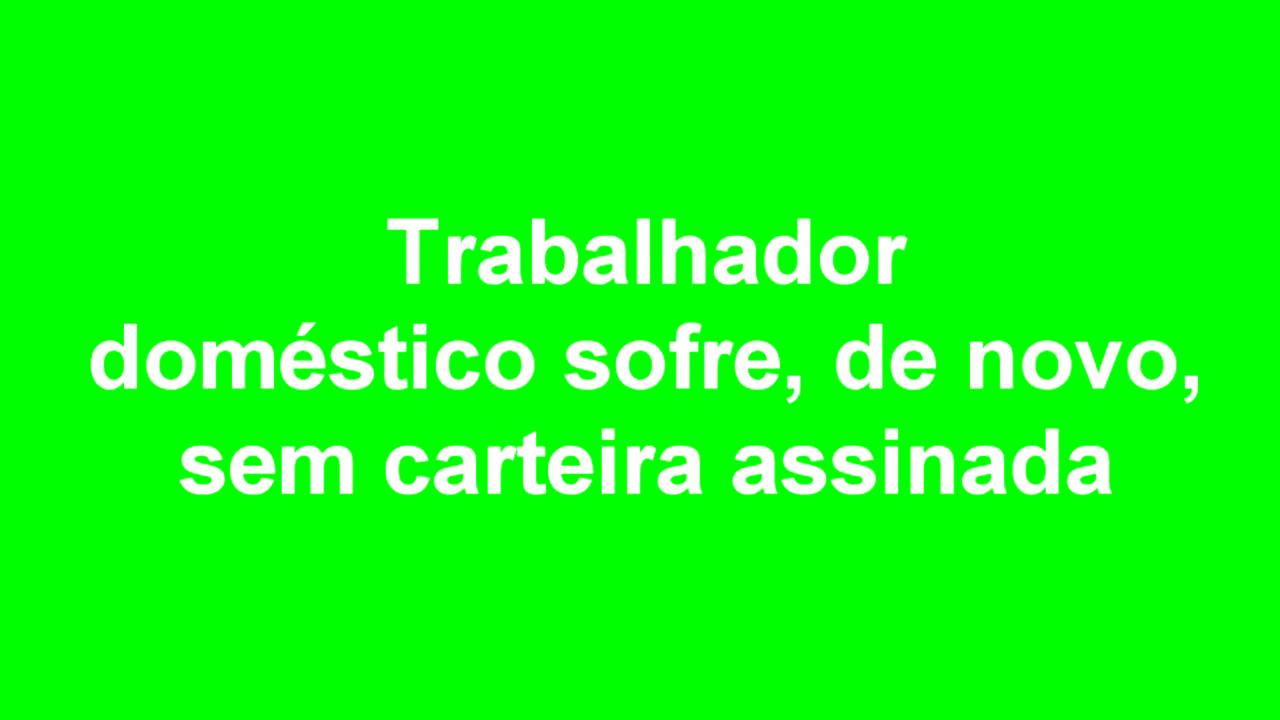 Trabalhador
doméstico sofre, de novo,
sem carteira assinada